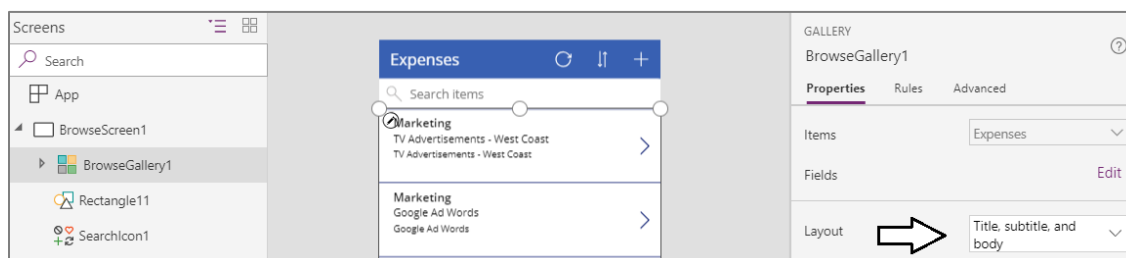 Screens
Search
App
BrowseScreen1
BrowseGallery1
Rectangle11
SearchIcon1
Expenses
Search items
Marketing
TV Advertisements - West Coast
TV Advertisements - West Coast
Marketing
Google Ad Words
Google Ad Words
GALLERY
BrowseGallery1
?
Properties Rules Advanced
Items Expenses
Fields Edit
Layout Title, subtitle, and
body